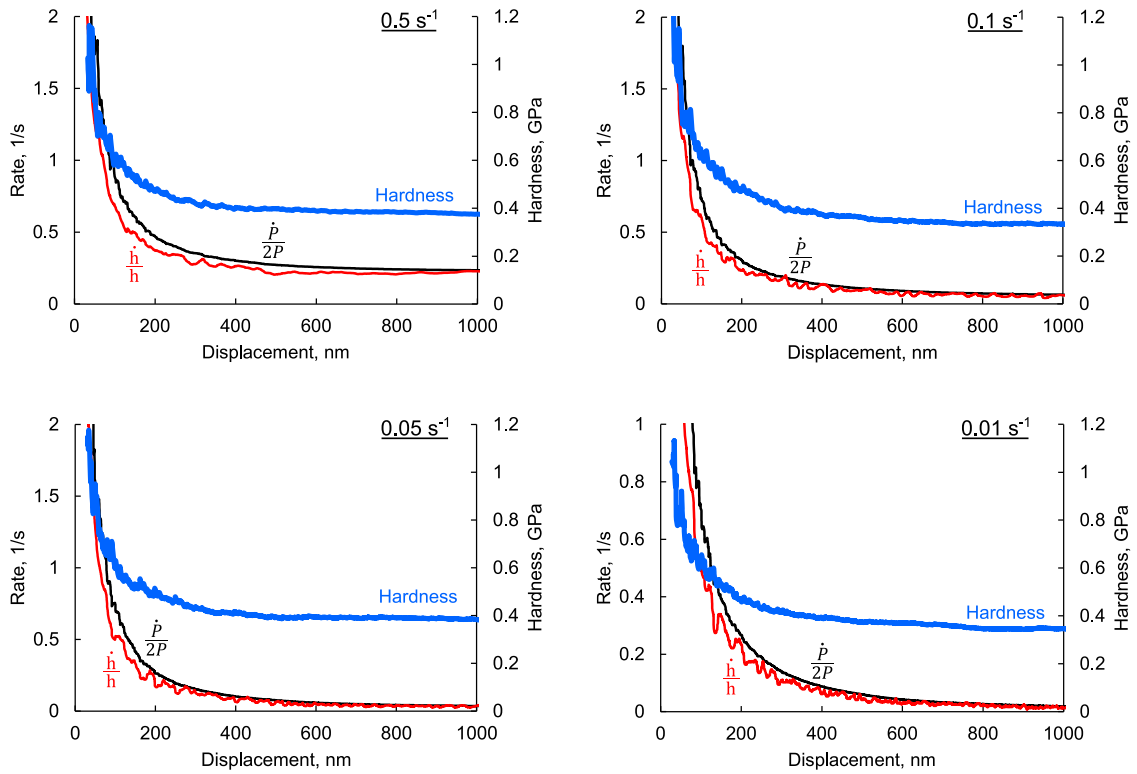 0.5 s⁻¹
2
1.5
1
0.5
0
1.2
1
0.8
0.6
0.4
0.2
0
Rate, 1/s
Hardness, GPa
Hardness
Ṗ
2P
ḣ
h
0 200 400 600 800 1000
Displacement, nm
0.1 s⁻¹
2
1.5
1
0.5
0
1.2
1
0.8
0.6
0.4
0.2
0
Rate, 1/s
Hardness, GPa
Hardness
Ṗ
2P
ḣ
h
0 200 400 600 800 1000
Displacement, nm
0.05 s⁻¹
2
1.5
1
0.5
0
1.2
1
0.8
0.6
0.4
0.2
0
Rate, 1/s
Hardness, GPa
Hardness
Ṗ
2P
ḣ
h
0 200 400 600 800 1000
Displacement, nm
0.01 s⁻¹
1
0.8
0.6
0.4
0.2
0
1.2
1
0.8
0.6
0.4
0.2
0
Rate, 1/s
Hardness, GPa
Hardness
Ṗ
2P
ḣ
h
0 200 400 600 800 1000
Displacement, nm